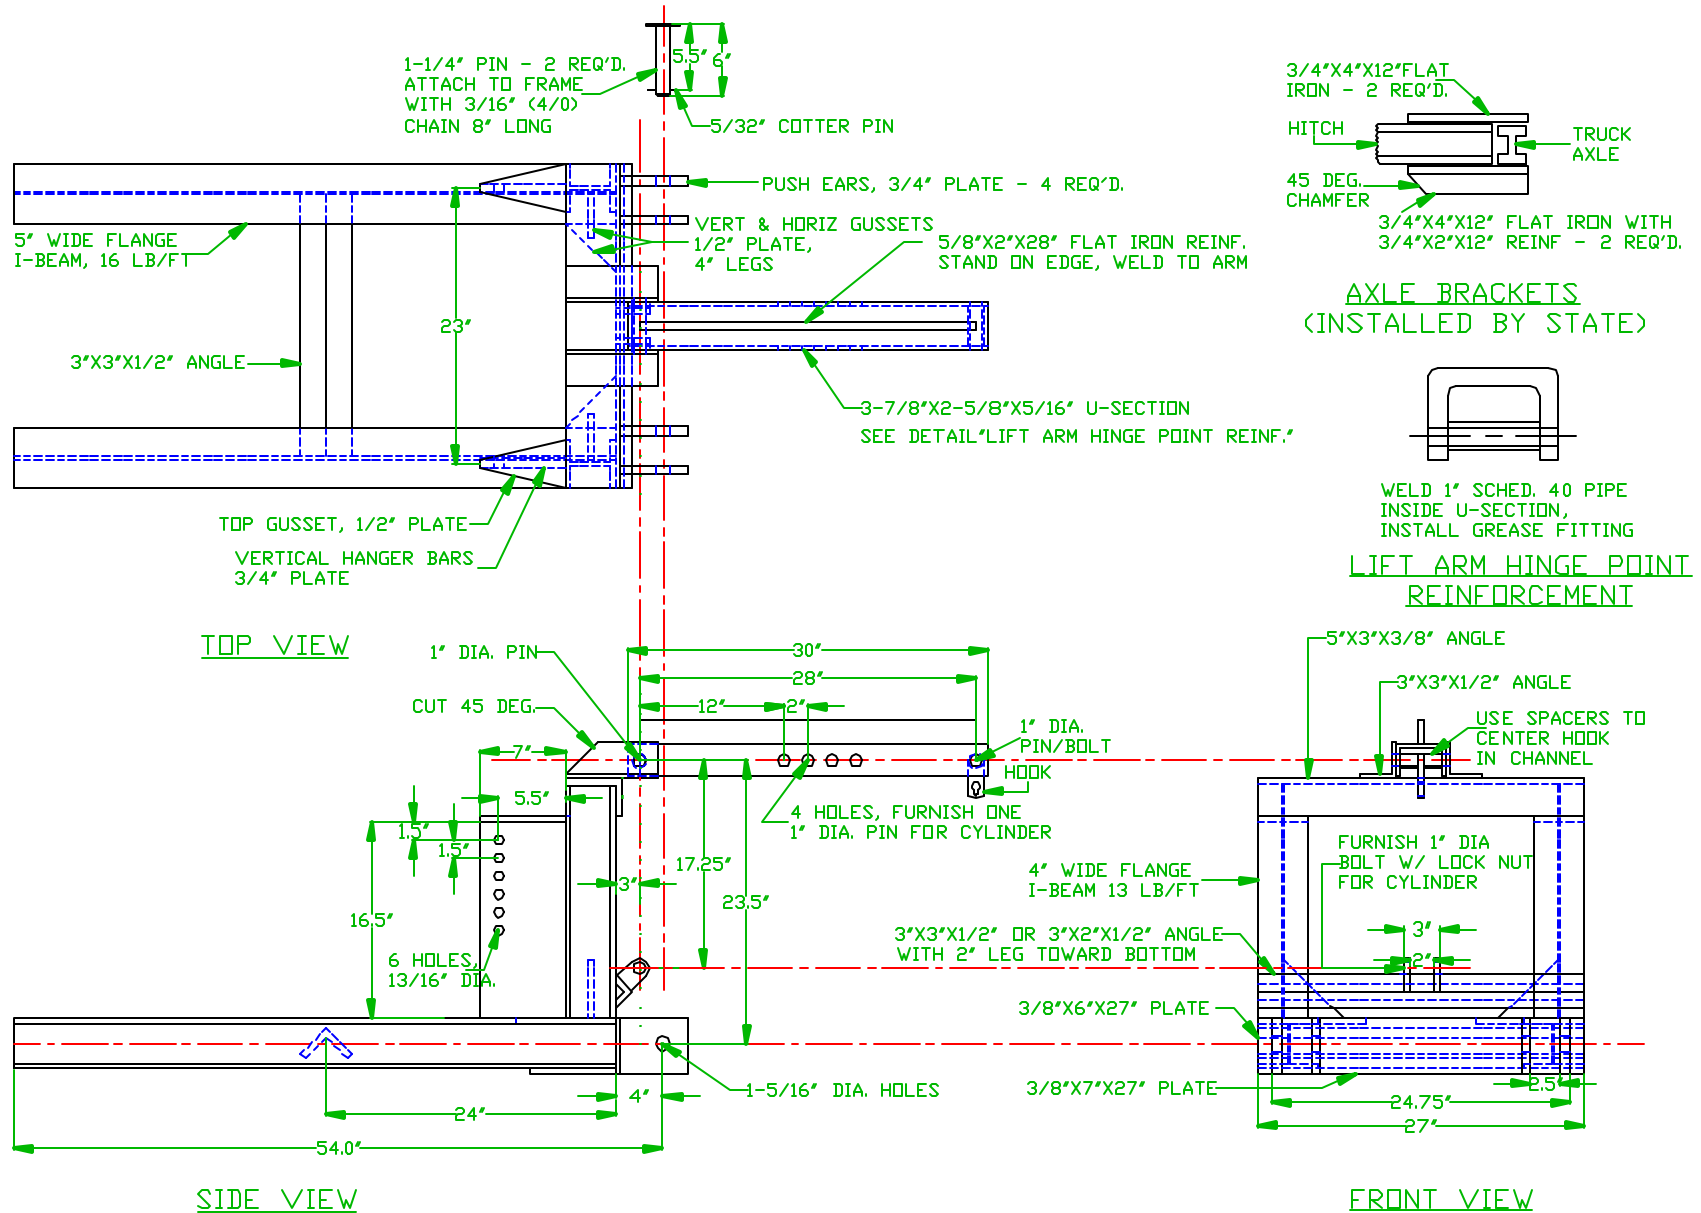 1-1/4" PIN - 2 REQ'D.
ATTACH TO FRAME
WITH 3/16" (4/0)
CHAIN 8" LONG
5.5"
6"
5/32" COTTER PIN
PUSH EARS, 3/4" PLATE - 4 REQ'D.
VERT & HORIZ GUSSETS
1/2" PLATE,
4" LEGS
5/8"X2"X28" FLAT IRON REINF.
STAND ON EDGE, WELD TO ARM
5" WIDE FLANGE
I-BEAM, 16 LB/FT
23"
3"X3"X1/2" ANGLE
3-7/8"X2-5/8"X5/16" U-SECTION
SEE DETAIL"LIFT ARM HINGE POINT REINF."
TOP GUSSET, 1/2" PLATE
VERTICAL HANGER BARS
3/4" PLATE
TOP VIEW
3/4"X4"X12"FLAT
IRON - 2 REQ'D.
HITCH
TRUCK
AXLE
45 DEG.
CHAMFER
3/4"X4"X12" FLAT IRON WITH
3/4"X2"X12" REINF - 2 REQ'D.
AXLE BRACKETS
(INSTALLED BY STATE)
WELD 1" SCHED. 40 PIPE
INSIDE U-SECTION,
INSTALL GREASE FITTING
LIFT ARM HINGE POINT
REINFORCEMENT
1" DIA. PIN
CUT 45 DEG.
30"
28"
12"
2"
7"
5.5"
1.5"
1.5"
16.5"
6 HOLES,
13/16" DIA.
3"
17.25"
23.5"
1" DIA.
PIN/BOLT
HOOK
4 HOLES, FURNISH ONE
1" DIA. PIN FOR CYLINDER
1-5/16" DIA. HOLES
4"
24"
54.0"
SIDE VIEW
5"X3"X3/8" ANGLE
3"X3"X1/2" ANGLE
USE SPACERS TO
CENTER HOOK
IN CHANNEL
FURNISH 1" DIA
BOLT W/ LOCK NUT
FOR CYLINDER
4" WIDE FLANGE
I-BEAM 13 LB/FT
3"X3"X1/2" OR 3"X2"X1/2" ANGLE
WITH 2" LEG TOWARD BOTTOM
3"
2"
3/8"X6"X27" PLATE
3/8"X7"X27" PLATE
2.5"
24.75"
27"
FRONT VIEW